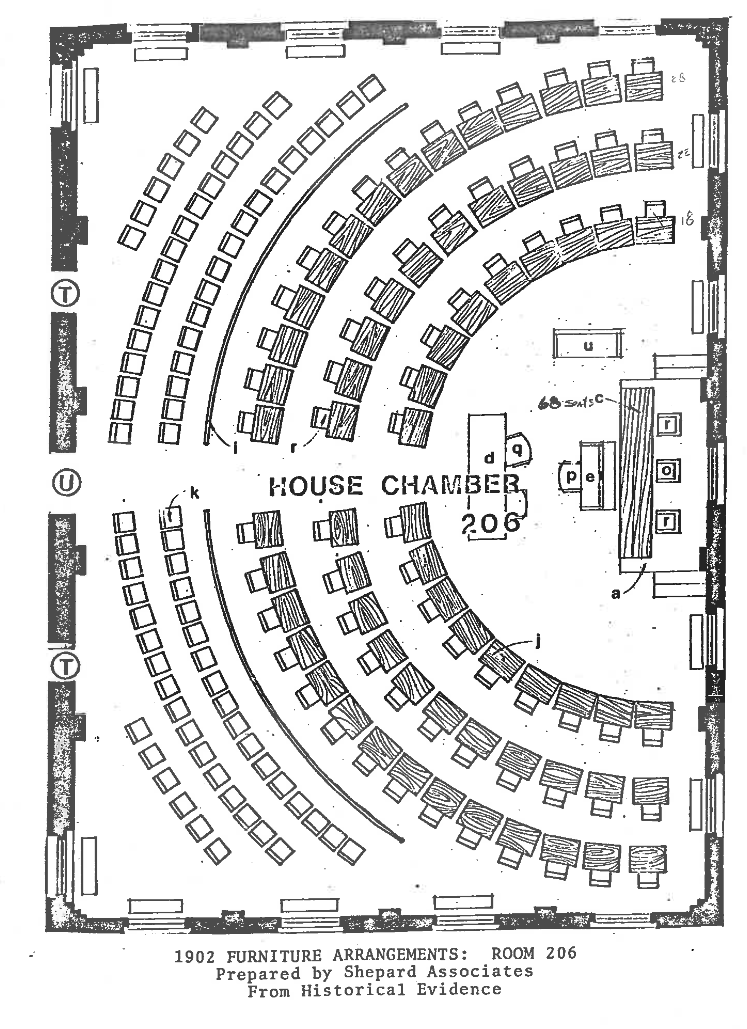 28
22
18
T
u
68 seats c
r
l
r
d
q
U
k
HOUSE CHAMBER
p
e
o
206
r
a
j
T
1902 FURNITURE ARRANGEMENTS: ROOM 206
Prepared by Shepard Associates
From Historical Evidence